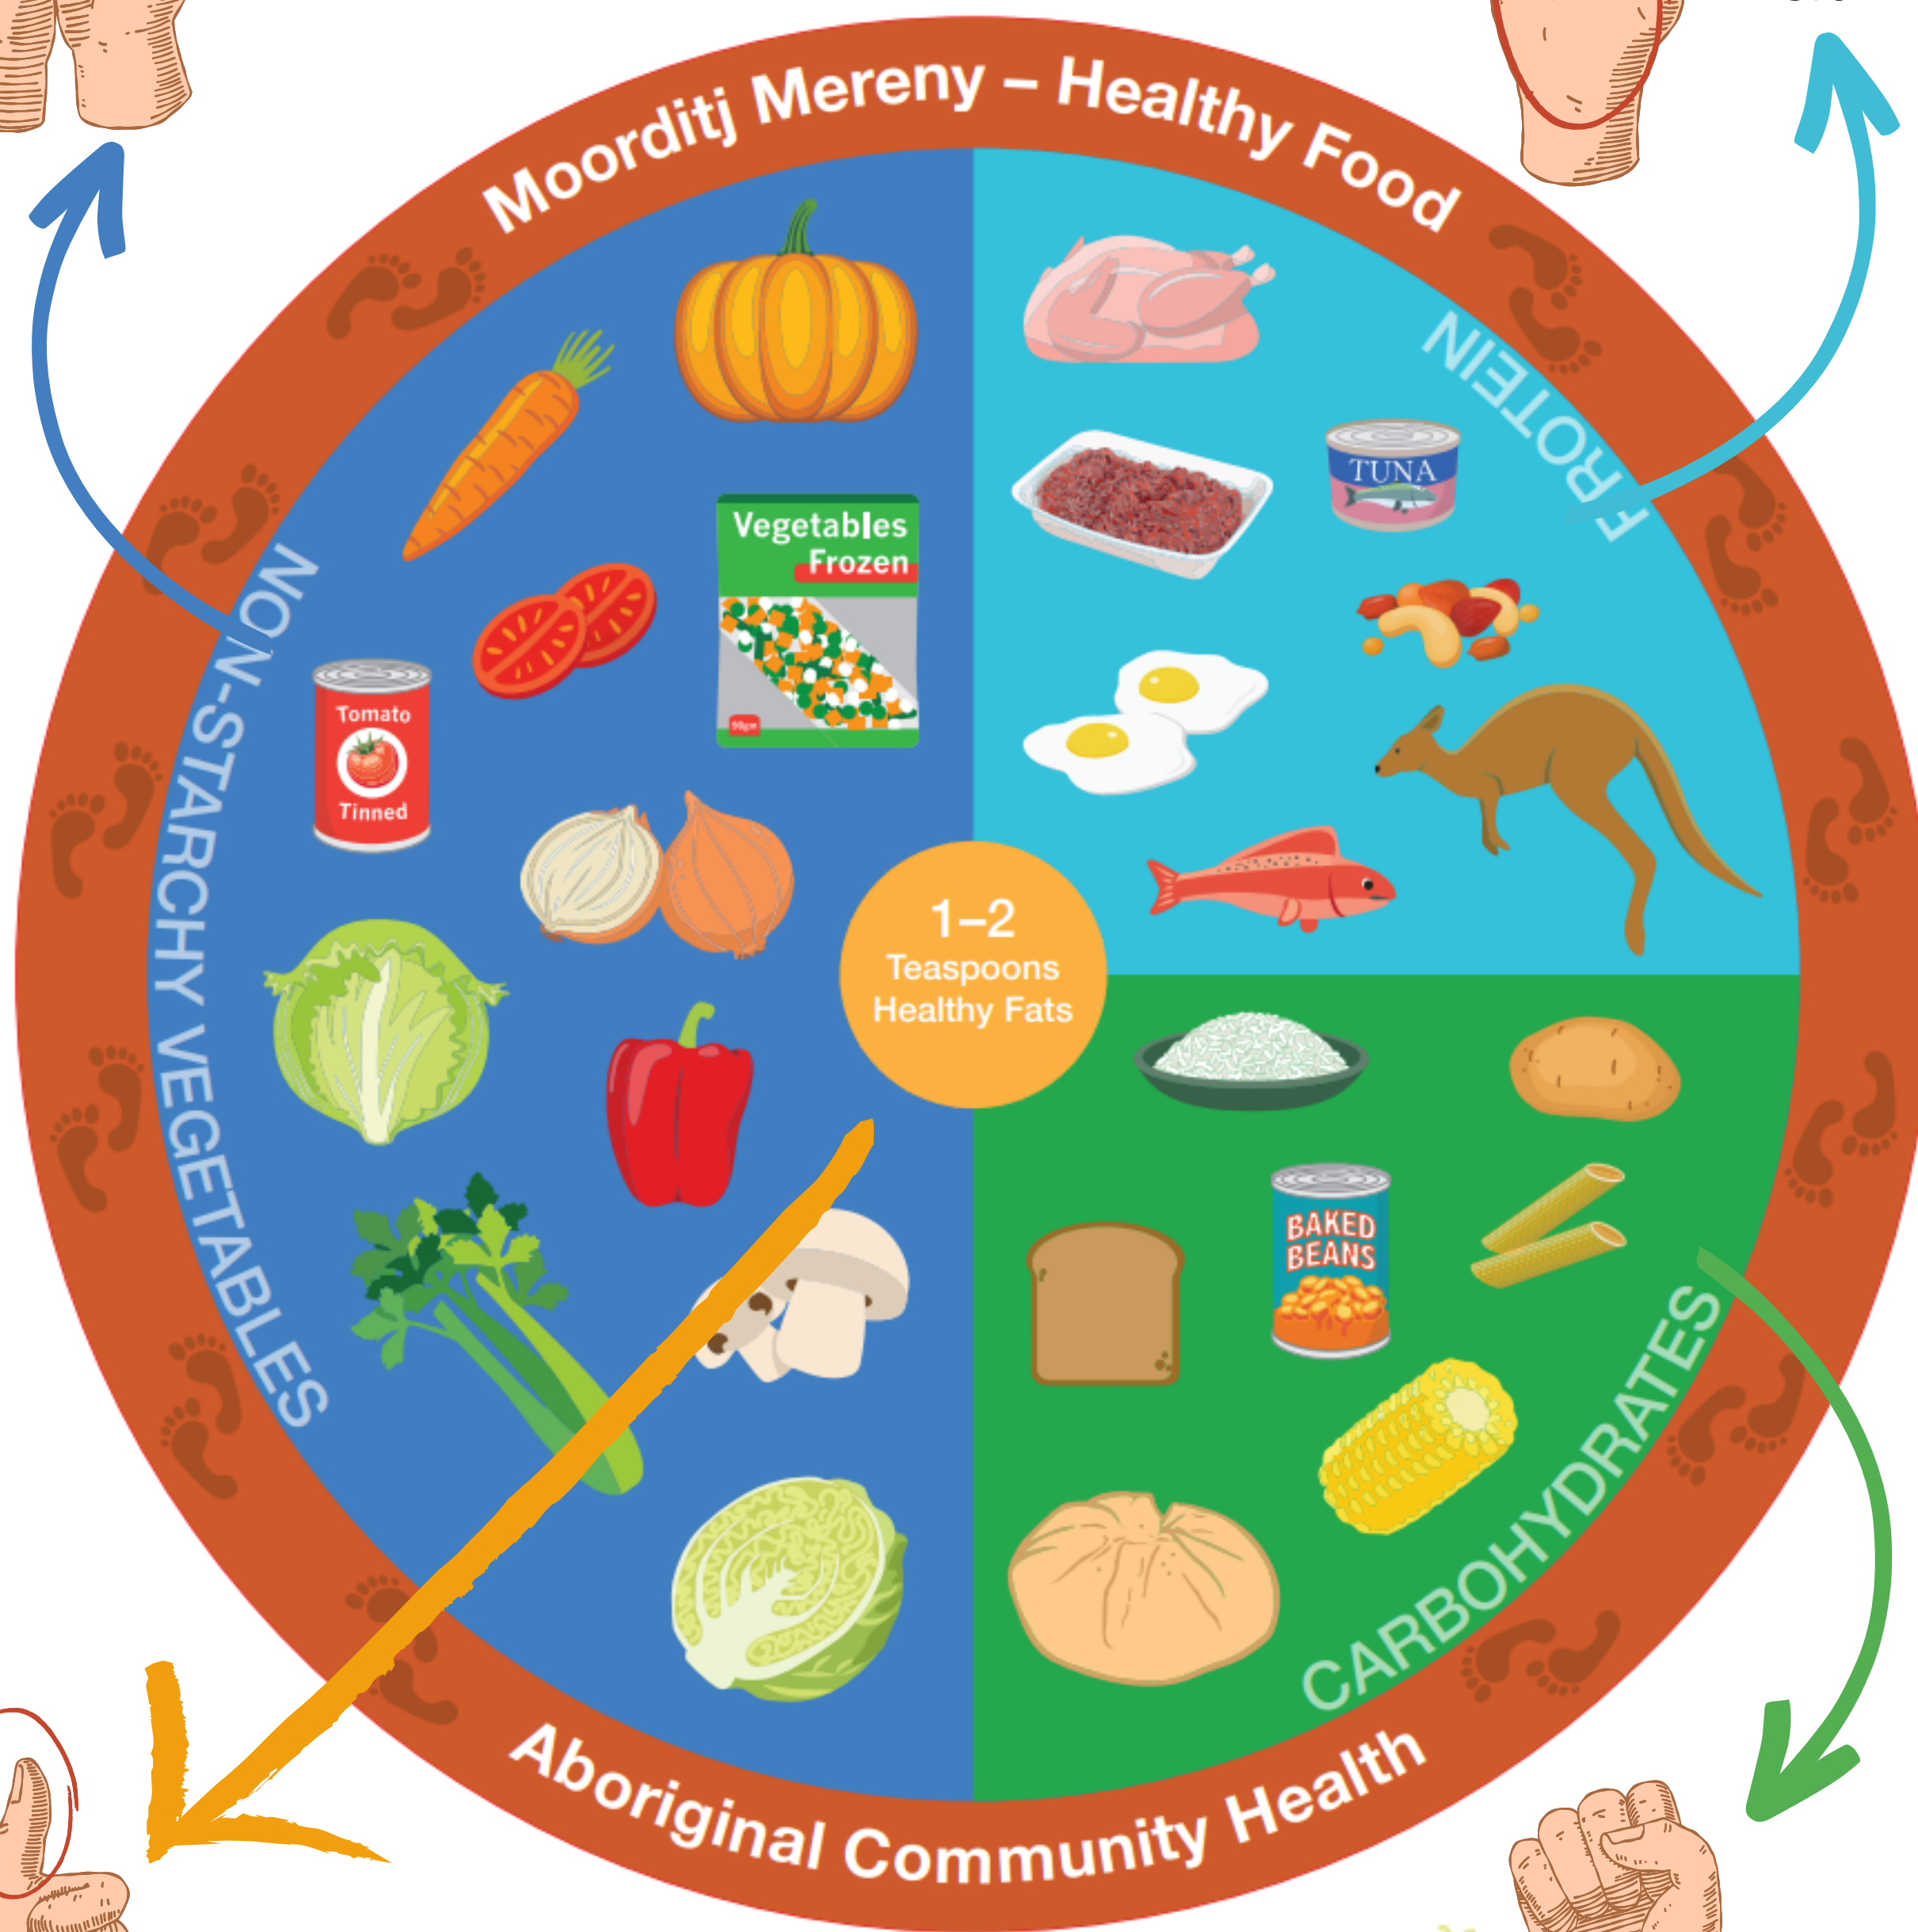 Moorditj Mereny – Healthy Food
PROTEIN
TUNA
Vegetables
Frozen
NON-STARCHY VEGETABLES
Tomato
Tinned
1–2
Teaspoons
Healthy Fats
BAKED
BEANS
CARBOHYDRATES
Aboriginal Community Health